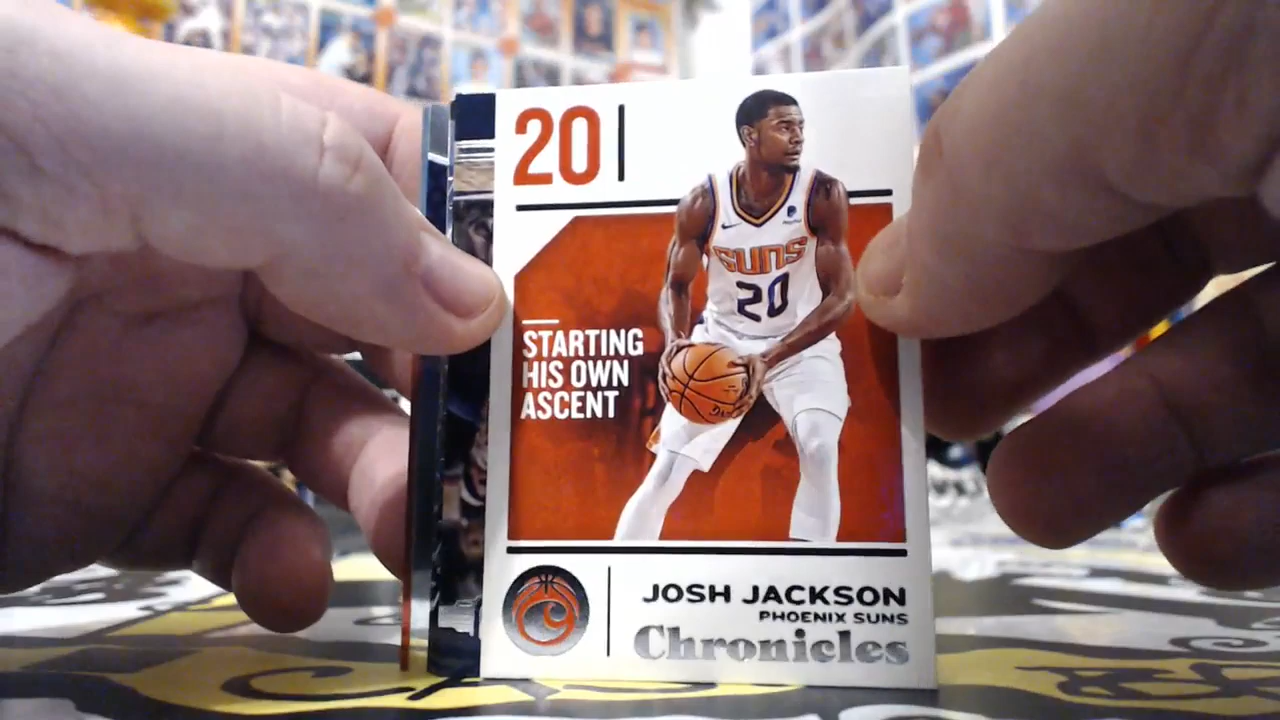 20
SUNS
20
STARTING
HIS OWN
ASCENT
JOSH JACKSON
PHOENIX SUNS
Chronicles